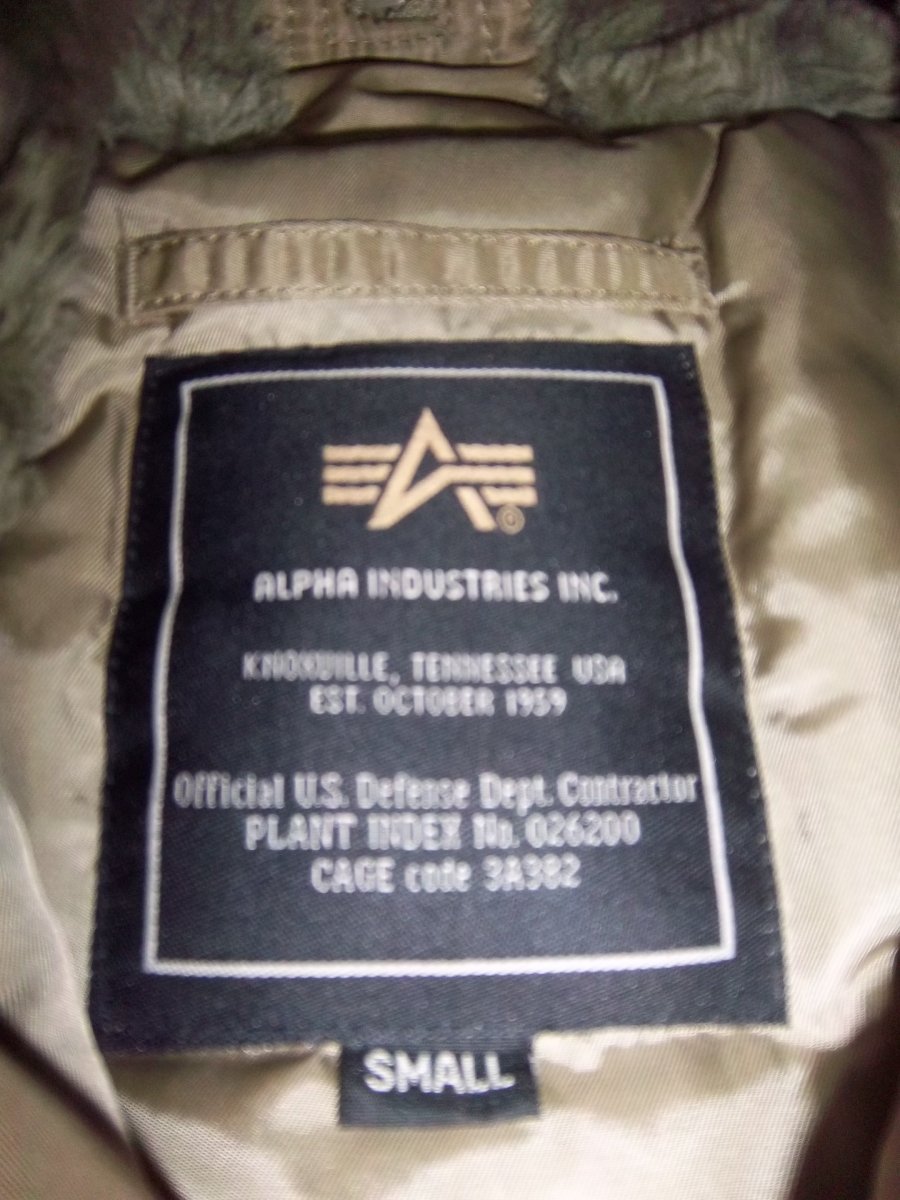 ALPHA INDUSTRIES INC.
KNOXVILLE, TENNESSEE USA
EST. OCTOBER 1959
Official U.S. Defense Dept. Contractor
PLANT INDEX No. 026200
CAGE code 3A382
SMALL